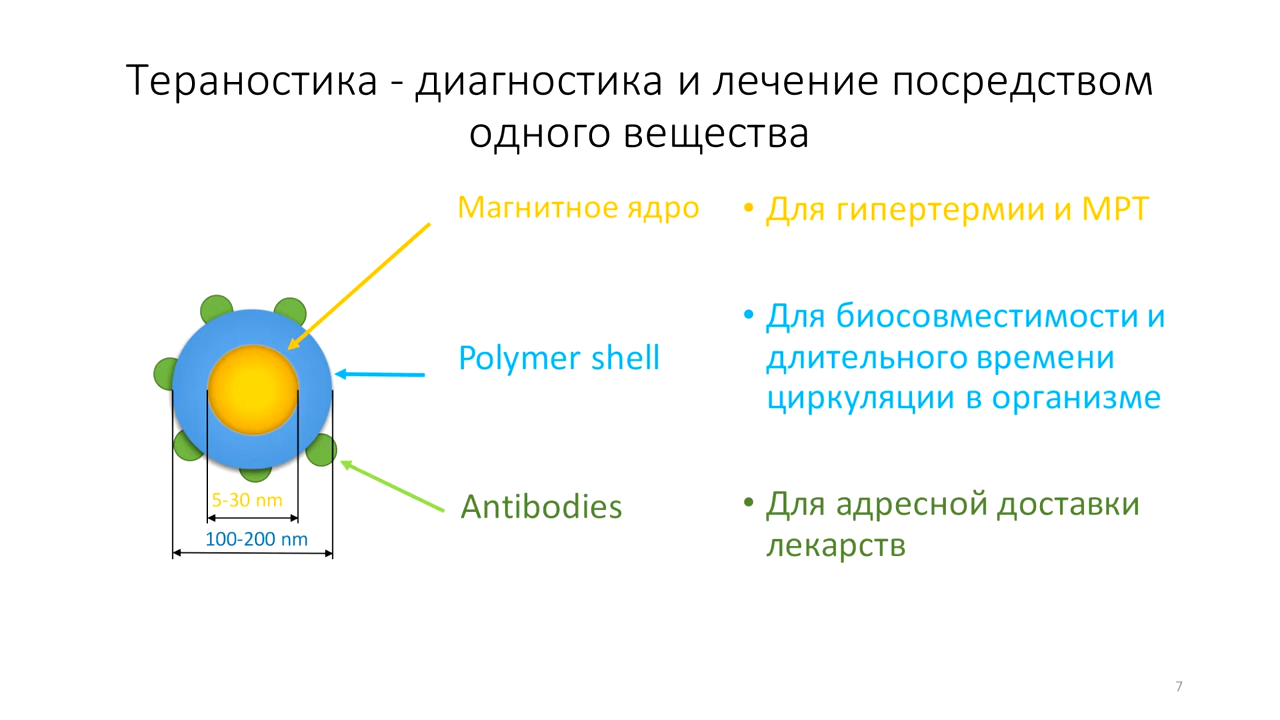 Тераностика - диагностика и лечение посредством
одного вещества
Магнитное ядро
• Для гипертермии и МРТ
Polymer shell
• Для биосовместимости и
длительного времени
циркуляции в организме
Antibodies
• Для адресной доставки
лекарств
5-30 nm
100-200 nm
7